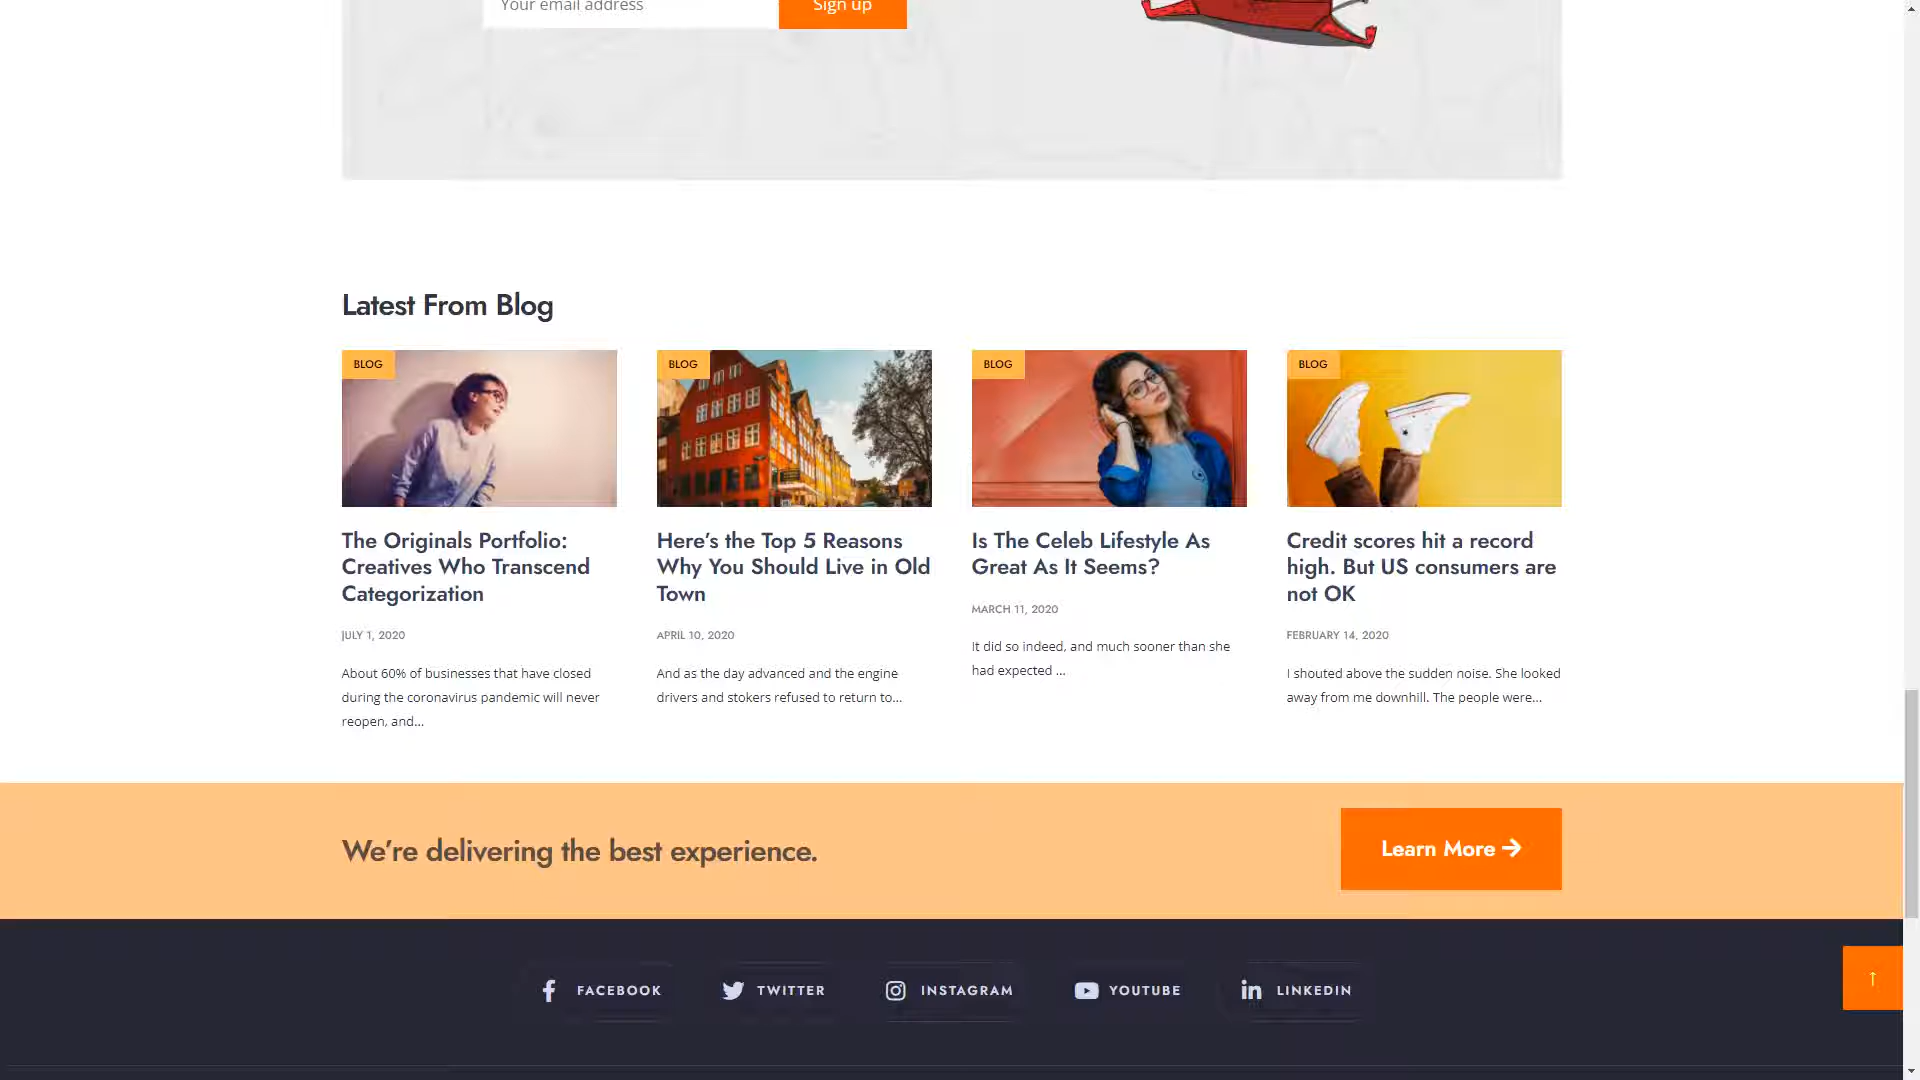 Your email address
Sign up
Latest From Blog
BLOG
The Originals Portfolio:
Creatives Who Transcend
Categorization
JULY 1, 2020
About 60% of businesses that have closed
during the coronavirus pandemic will never
reopen, and...
BLOG
Here's the Top 5 Reasons
Why You Should Live in Old
Town
APRIL 10, 2020
And as the day advanced and the engine
drivers and stokers refused to return to...
BLOG
Is The Celeb Lifestyle As
Great As It Seems?
MARCH 11, 2020
It did so indeed, and much sooner than she
had expected ...
BLOG
Credit scores hit a record
high. But US consumers are
not OK
FEBRUARY 14, 2020
I shouted above the sudden noise. She looked
away from me downhill. The people were...
We're delivering the best experience.
Learn More →
FACEBOOK
TWITTER
INSTAGRAM
YOUTUBE
LINKEDIN
↑